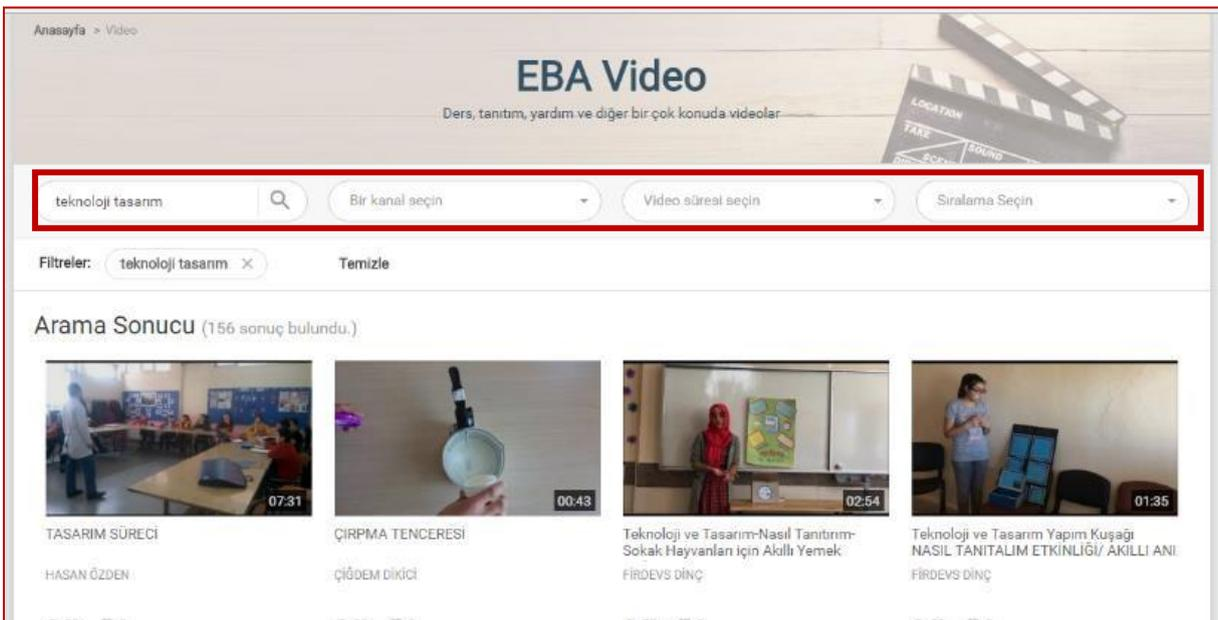 Anasayfa > Video
EBA Video
Ders, tanıtım, yardım ve diğer bir çok konuda videolar
LOCATION
TAKE
SOUND
SCENE
teknoloji tasarım
Bir kanal seçin
Video süresi seçin
Sıralama Seçin
Filtreler: teknoloji tasarım × Temizle
Arama Sonucu (156 sonuç bulundu.)
07:31
00:43
02:54
01:35
TASARIM SÜRECİ
HASAN ÖZDEN
ÇIRPMA TENCERESİ
ÇİĞDEM DİKİCİ
Teknoloji ve Tasarım-Nasıl Tanıtırım-
Sokak Hayvanları için Akıllı Yemek
FİRDEVS DİNÇ
Teknoloji ve Tasarım Yapım Kuşağı
NASIL TANITALIM ETKİNLİĞİ/ AKILLI ANI
FİRDEVS DİNÇ